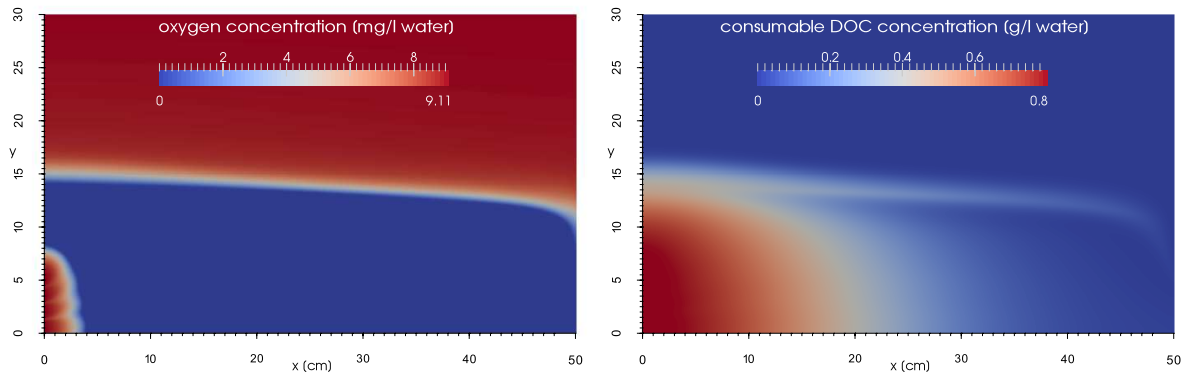 oxygen concentration (mg/l water)
2 4 6 8
0 9.11
30
25
20
y
15
10
5
0
0 10 20 30 40 50
x (cm)
consumable DOC concentration (g/l water)
0.2 0.4 0.6
0 0.8
30
25
20
y
15
10
5
0
0 10 20 30 40 50
x (cm)